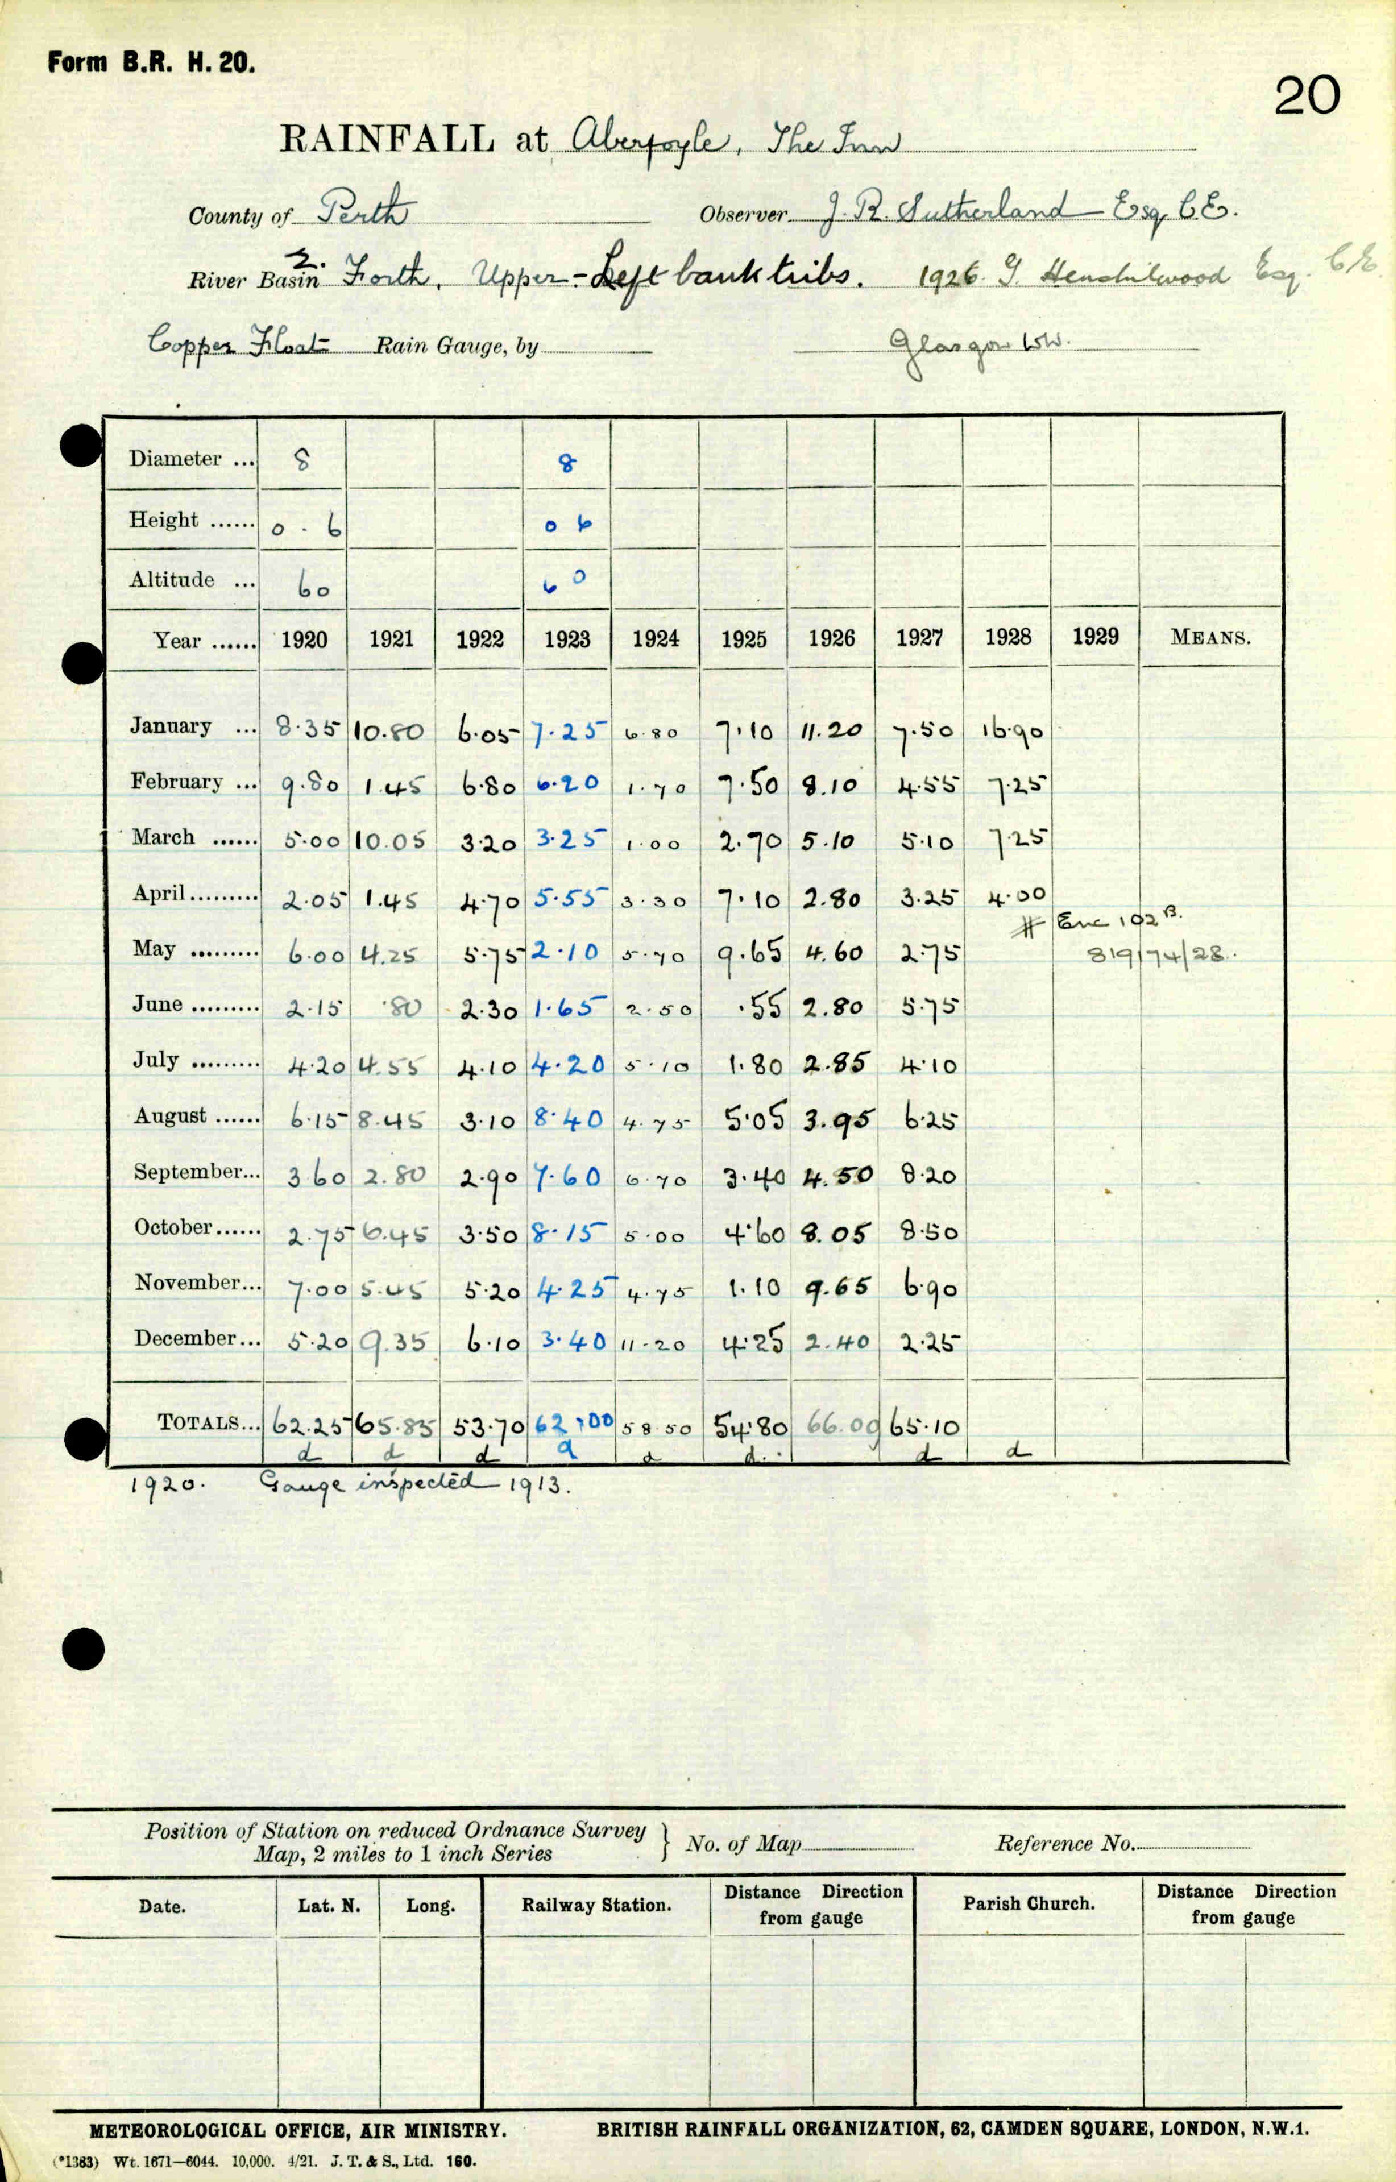 Form B.R. H. 20.
20
RAINFALL at Aberfoyle, The Inn
County of Perth Observer J. R. Sutherland Esq C.E.
River Basin 2. Forth, Upper - Left bank tribs. 1926. Esq. C.E.
Copper Float Rain Gauge, by Glasgow WW.
Diameter ... 8 8
Height ...... 0 . 6 0 6
Altitude ... 60 60
Year ...... 1920 1921 1922 1923 1924 1925 1926 1927 1928 1929 MEANS.
January ... 8.35 10.80 6.05 7.25 6.80 7.10 11.20 7.50 16.90
February ... 9.80 1.45 6.80 6.20 1.70 7.50 8.10 4.55 7.25
March ...... 5.00 10.05 3.20 3.25 1.00 2.70 5.10 5.10 7.25
April......... 2.05 1.45 4.70 5.55 3.30 7.10 2.80 3.25 4.00
# Enc 102B.
May ......... 6.00 4.25 5.75 2.10 5.70 9.65 4.60 2.75 819174/28.
June ......... 2.15 .80 2.30 1.65 2.50 .55 2.80 5.75
July ......... 4.20 4.55 4.10 4.20 5.10 1.80 2.85 4.10
August ...... 6.15 8.45 3.10 8.40 4.75 5.05 3.95 6.25
September... 3.60 2.80 2.90 7.60 6.70 3.40 4.50 8.20
October...... 2.75 6.45 3.50 8.15 5.00 4.60 8.05 8.50
November... 7.00 5.45 5.20 4.25 4.75 1.10 9.65 6.90
December... 5.20 9.35 6.10 3.40 11.20 4.25 2.40 2.25
TOTALS... 62.25 65.85 53.70 62.00 58.50 54.80 66.00 65.10
d d d a d d. d d
1920. Gauge inspected 1913.
Position of Station on reduced Ordnance Survey
Map, 2 miles to 1 inch Series } No. of Map Reference No.
Date. Lat. N. Long. Railway Station. Distance Direction from gauge Parish Church. Distance Direction from gauge
METEOROLOGICAL OFFICE, AIR MINISTRY. BRITISH RAINFALL ORGANIZATION, 62, CAMDEN SQUARE, LONDON, N.W.1.
(*1383) Wt. 1671—6044. 10,000. 4/21. J. T. & S., Ltd. 160.